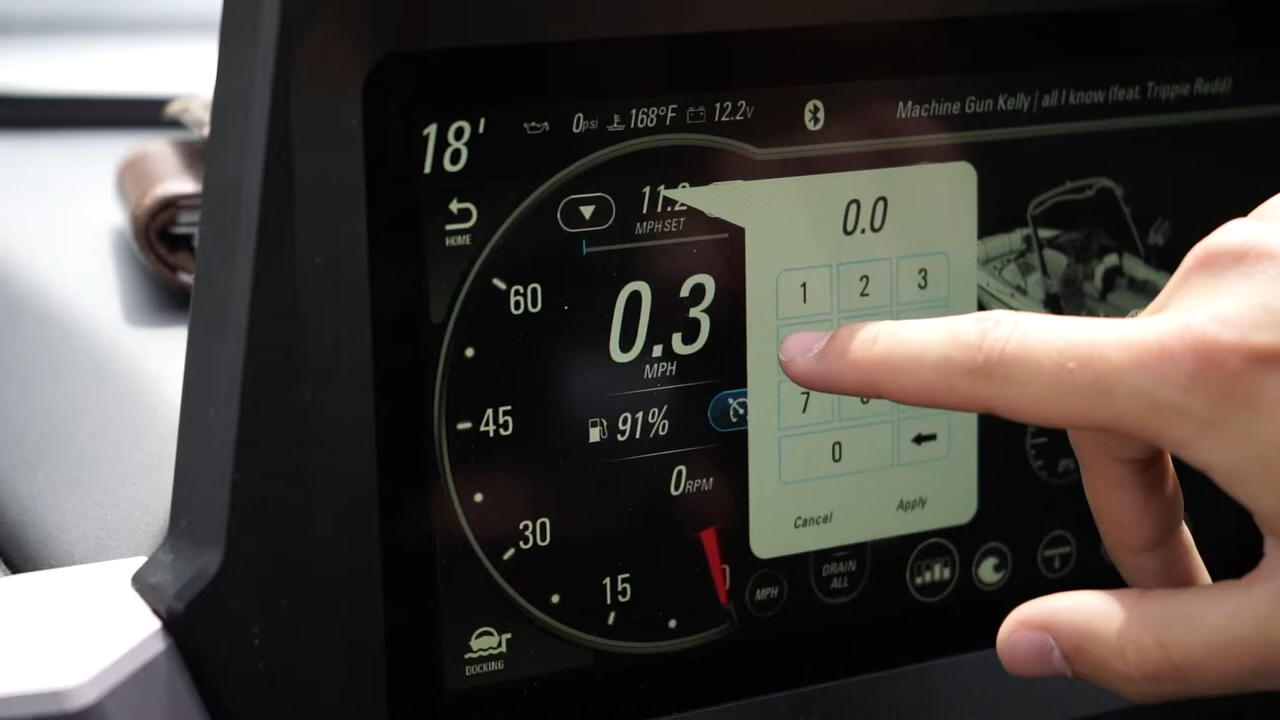 18'
0psi 168°F 12.2v
Machine Gun Kelly | all I know (feat. Trippie Redd)
HOME
11.2
MPH SET
0.0
1 2 3
60
0.3
MPH
7
45
91%
0
0RPM
Cancel Apply
30
15
MPH
DRAIN
ALL
DOCKING